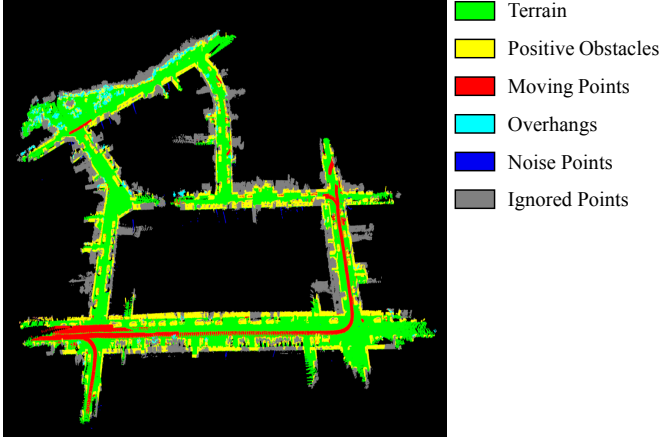 Terrain
Positive Obstacles
Moving Points
Overhangs
Noise Points
Ignored Points